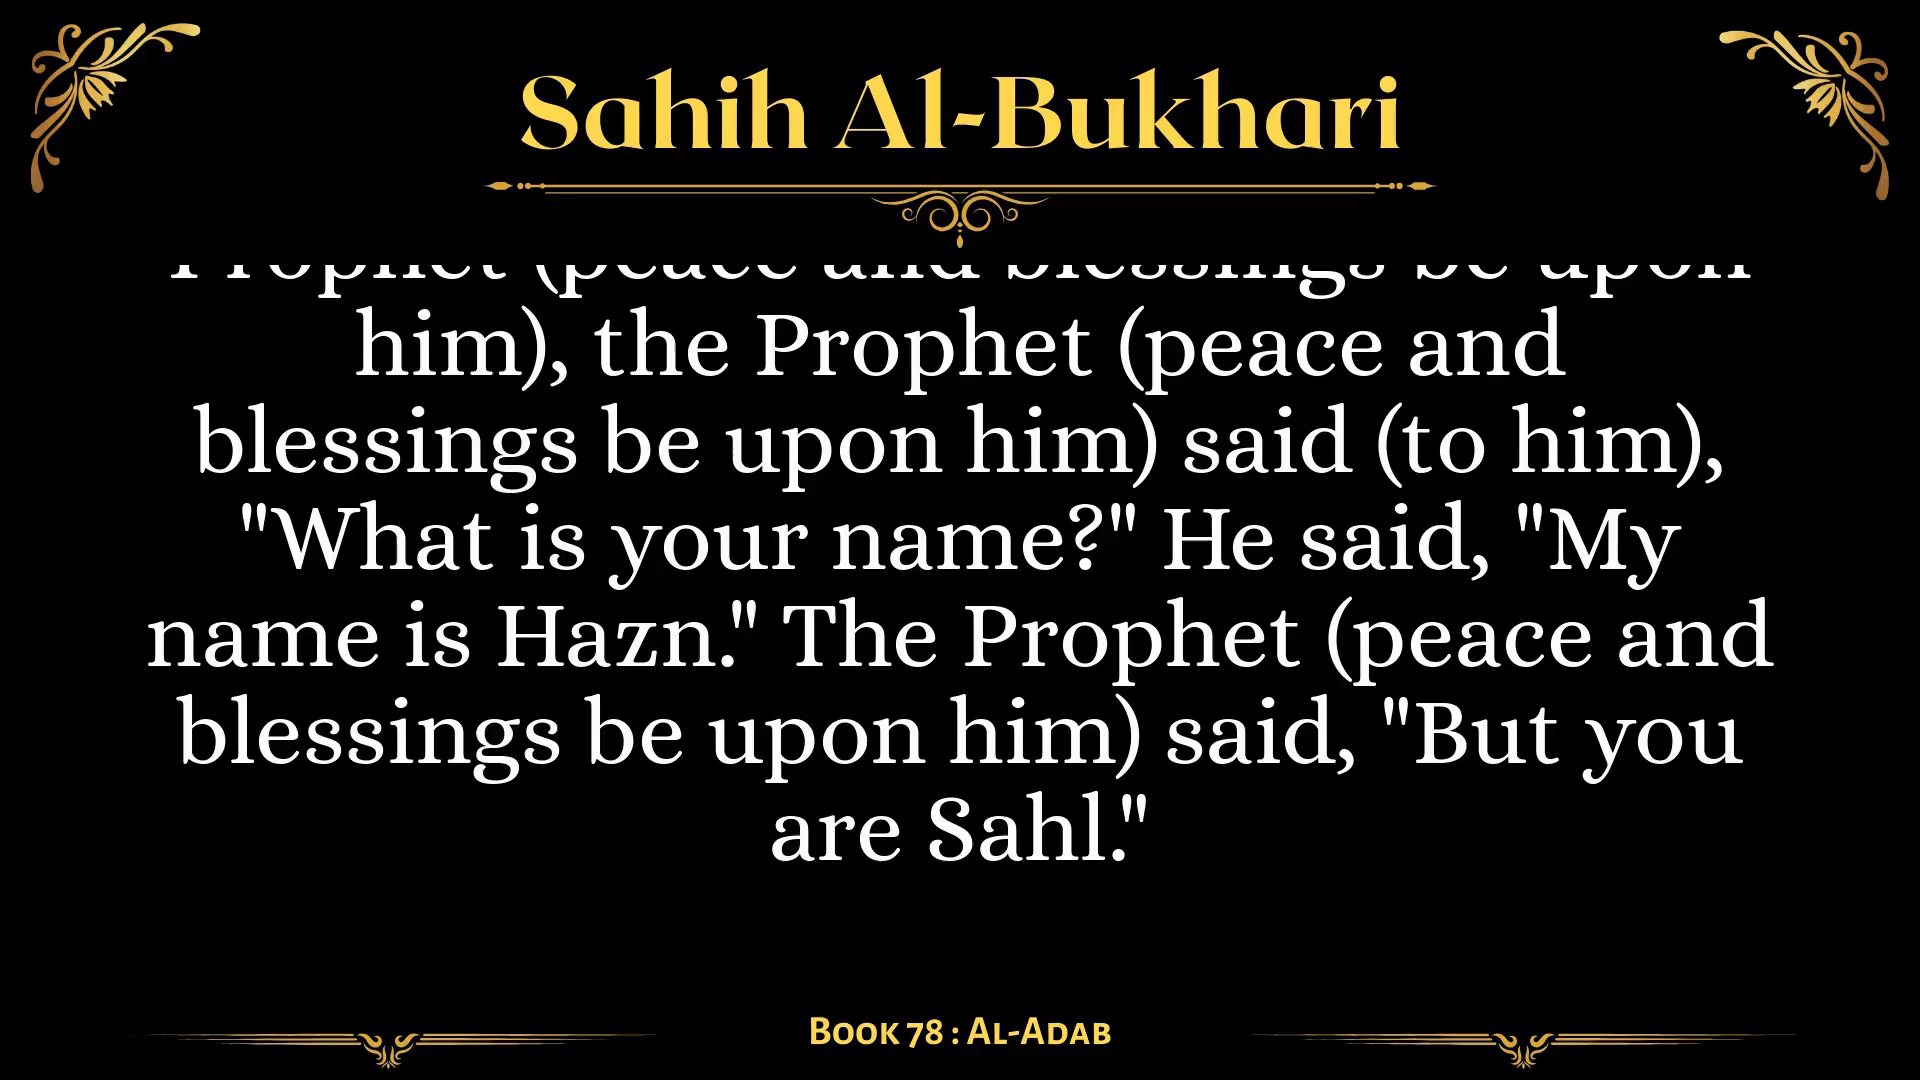 Sahih Al-Bukhari
Prophet (peace and blessings be upon
him), the Prophet (peace and
blessings be upon him) said (to him),
"What is your name?" He said, "My
name is Hazn." The Prophet (peace and
blessings be upon him) said, "But you
are Sahl."
Book 78 : Al-Adab